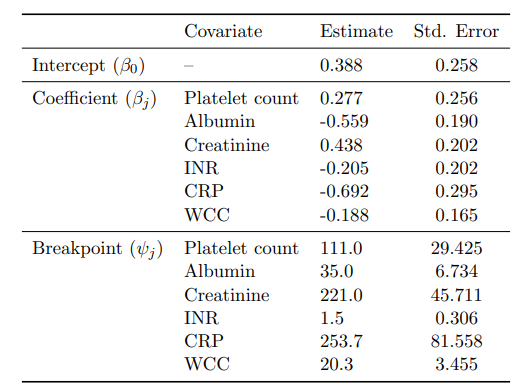 Covariate Estimate Std. Error
Intercept (β₀) – 0.388 0.258
Coefficient (βⱼ) Platelet count 0.277 0.256
Albumin -0.559 0.190
Creatinine 0.438 0.202
INR -0.205 0.202
CRP -0.692 0.295
WCC -0.188 0.165
Breakpoint (ψⱼ) Platelet count 111.0 29.425
Albumin 35.0 6.734
Creatinine 221.0 45.711
INR 1.5 0.306
CRP 253.7 81.558
WCC 20.3 3.455